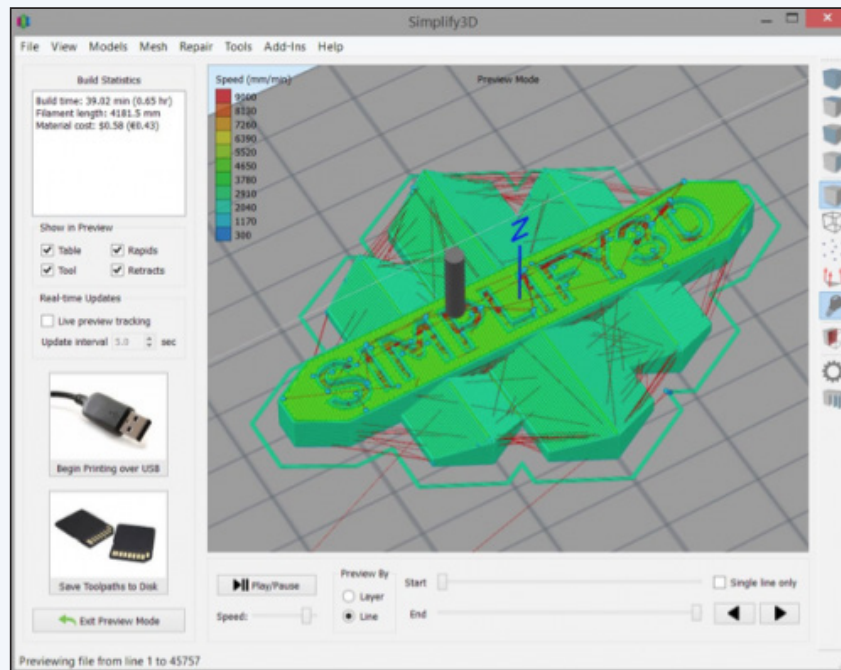 Simplify3D
File View Models Mesh Repair Tools Add-Ins Help
Build Statistics
Build time: 39.02 min (0.65 hr)
Filament length: 4181.5 mm
Material cost: $0.58 (€0.43)
Show in Preview
Table Rapids
Tool Retracts
Real-time Updates
Live preview tracking
Update interval 5.0 sec
Begin Printing over USB
Save Toolpaths to Disk
Exit Preview Mode
Speed (mm/min)
9000
8130
7260
6390
5520
4650
3780
2910
2040
1170
300
Preview Mode
Z
SIMPLIFY3D
Play/Pause
Speed:
Preview By
Layer
Line
Start
End
Single line only
Previewing file from line 1 to 45757